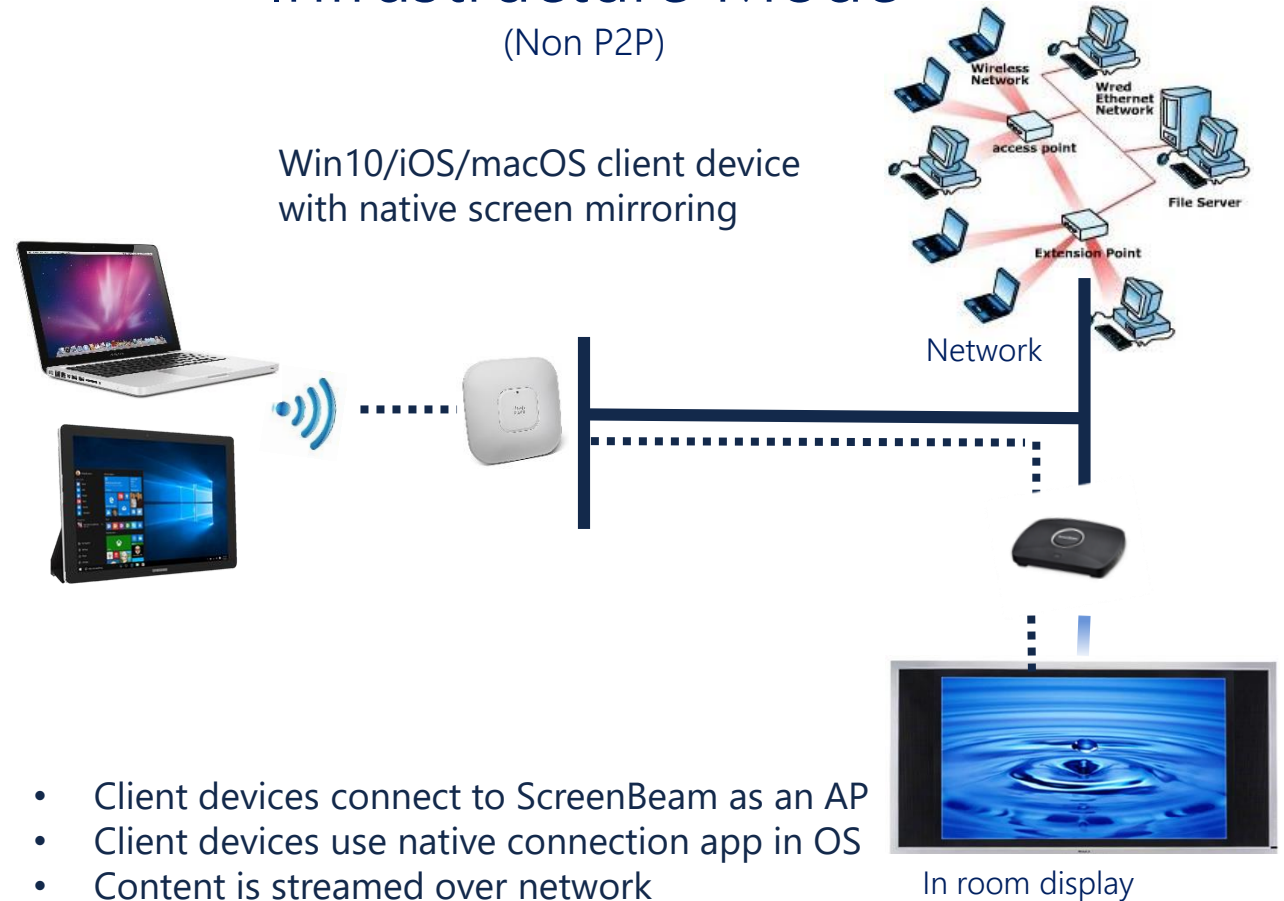 Infrastructure Mode
(Non P2P)
Wireless
Network
Wred
Ethernet
Network
access point
File Server
Extension Point
Network
Win10/iOS/macOS client device
with native screen mirroring
• Client devices connect to ScreenBeam as an AP
• Client devices use native connection app in OS
• Content is streamed over network
In room display